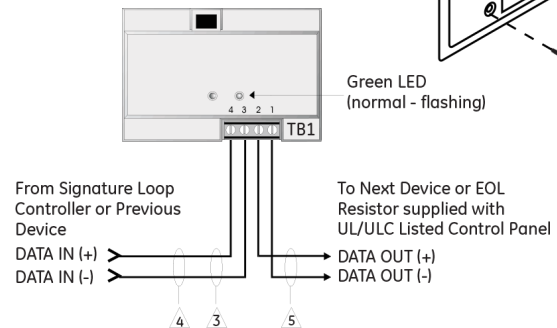 Green LED
(normal - flashing)
4 3 2 1
TB1
From Signature Loop
Controller or Previous
Device
DATA IN (+)
DATA IN (-)
To Next Device or EOL
Resistor supplied with
UL/ULC Listed Control Panel
DATA OUT (+)
DATA OUT (-)
4 3 5